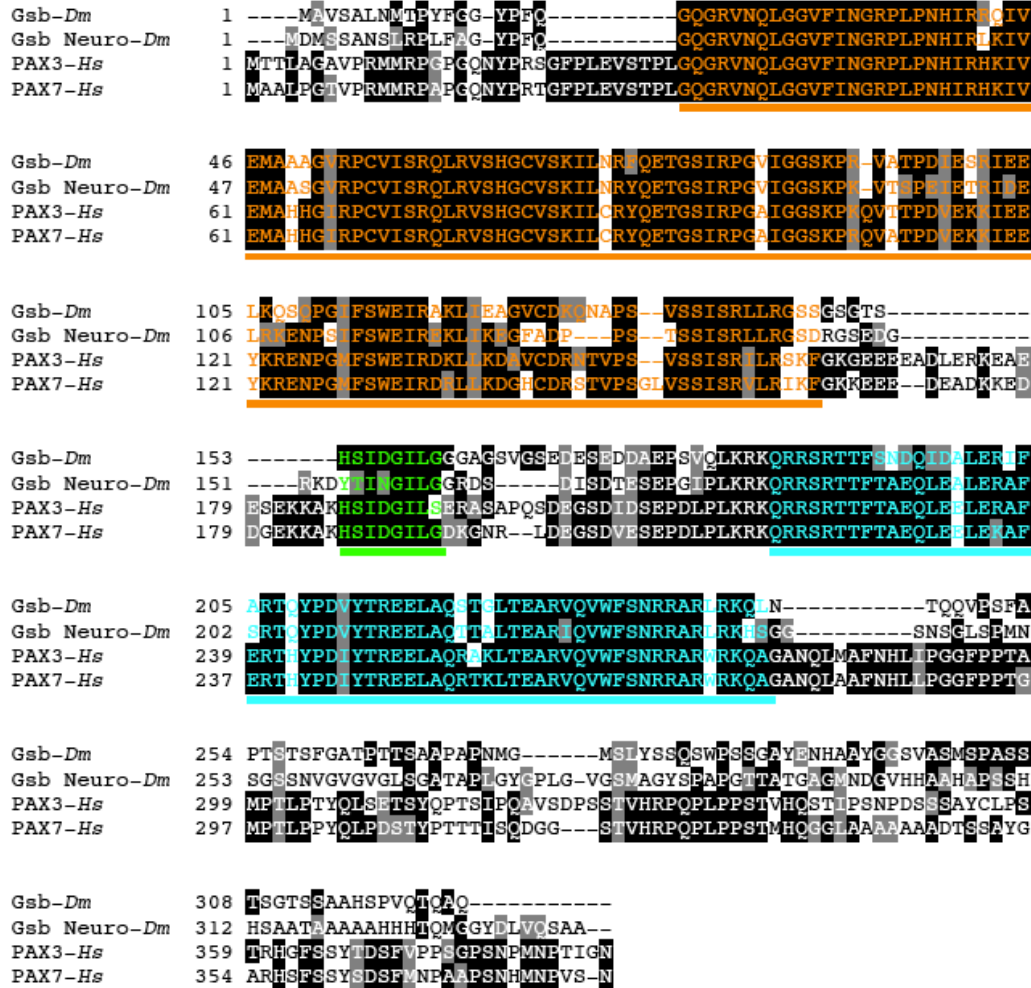 Gsb-Dm 1 ----MAVSALNMTPYFGG-YPFQ----------GQGRVNQLGGVFINGRPLPNHIRRQIV
Gsb Neuro-Dm 1 ---MDMSSANSLRPLFAG-YPFQ----------GQGRVNQLGGVFINGRPLPNHIRLKIV
PAX3-Hs 1 MTTLAGAVPRMMRPGPGQNYPRSGFPLEVSTPLGQGRVNQLGGVFINGRPLPNHIRHKIV
PAX7-Hs 1 MAALPGTVPRMMRPAPGQNYPRTGFPLEVSTPLGQGRVNQLGGVFINGRPLPNHIRHKIV
Gsb-Dm 46 EMAAAGVRPCVISRQLRVSHGCVSKILNRFQETGSIRPGVIGGSKPR-VATPDIESRIEE
Gsb Neuro-Dm 47 EMAASGVRPCVISRQLRVSHGCVSKILNRYQETGSIRPGVIGGSKPK-VTSPEIETRIDE
PAX3-Hs 61 EMAHHGIRPCVISRQLRVSHGCVSKILCRYQETGSIRPGAIGGSKPKQVTTPDVEKKIEE
PAX7-Hs 61 EMAHHGIRPCVISRQLRVSHGCVSKILCRYQETGSIRPGAIGGSKPRQVATPDVEKKIEE
Gsb-Dm 105 LKQSQPGIFSWEIRAKLIEAGVCDKQNAPS--VSSISRLLRGSSGSGTS-----------
Gsb Neuro-Dm 106 LRKENPSIFSWEIREKLIKEGFADP---PS--TSSISRLLRGSDRGSEDG----------
PAX3-Hs 121 YKRENPGMFSWEIRDKLLKDAVCDRNTVPS--VSSISRILRSKFGKGEEEEADLERKEAE
PAX7-Hs 121 YKRENPGMFSWEIRDRLLKDGHCDRSTVPSGLVSSISRVLRIKFGKKEEE--DEADKKED
Gsb-Dm 153 -------HSIDGILGGGAGSVGSEDESEDDAEPSVQLKRKQRRSRTTFSNDQIDALERIF
Gsb Neuro-Dm 151 ----RKDYTINGILGGRDS-----DISDTESEPGIPLKRKQRRSRTTFTAEQLEALERAF
PAX3-Hs 179 ESEKKAKHSIDGILSERASAPQSDEGSDIDSEPDLPLKRKQRRSRTTFTAEQLEELERAF
PAX7-Hs 179 DGEKKAKHSIDGILGDKGNR--LDEGSDVESEPDLPLKRKQRRSRTTFTAEQLEELEKAF
Gsb-Dm 205 ARTQYPDVYTREELAQSTGLTEARVQVWFSNRRARLRKQLN-----------TQQVPSFA
Gsb Neuro-Dm 202 SRTQYPDVYTREELAQTTALTEARIQVWFSNRRARLRKHSGG---------SNSGLSPMN
PAX3-Hs 239 ERTHYPDIYTREELAQRAKLTEARVQVWFSNRRARWRKQAGANQLMAFNHLIPGGFPPTA
PAX7-Hs 237 ERTHYPDIYTREELAQRTKLTEARVQVWFSNRRARWRKQAGANQLAAFNHLLPGGFPPTG
Gsb-Dm 254 PTSTSFGATPTTSAAPAPNMG------MSLYSSQSWPSSGAYENHAAYGGSVASMSPASS
Gsb Neuro-Dm 253 SGSSNVGVGVGLSGATAPLGYGPLG-VGSMAGYSPAPGTTATGAGMNDGVHHAAHAPSSH
PAX3-Hs 299 MPTLPTYQLSETSYQPTSIPQAVSDPSSTVHRPQPLPPSTVHQSTIPSNPDSSSAYCLPS
PAX7-Hs 297 MPTLPPYQLPDSTYPTTTISQDGG---STVHRPQPLPPSTMHQGGLAAAAAAADTSSAYG
Gsb-Dm 308 TSGTSSAAHSPVQTQAQ-----------
Gsb Neuro-Dm 312 HSAATAAAAAHHHTQMGGYDLVQSAA--
PAX3-Hs 359 TRHGFSSYTDSFVPPSGPSNPMNPTIGN
PAX7-Hs 354 ARHSFSSYSDSFMNPAAPSNHMNPVS-N